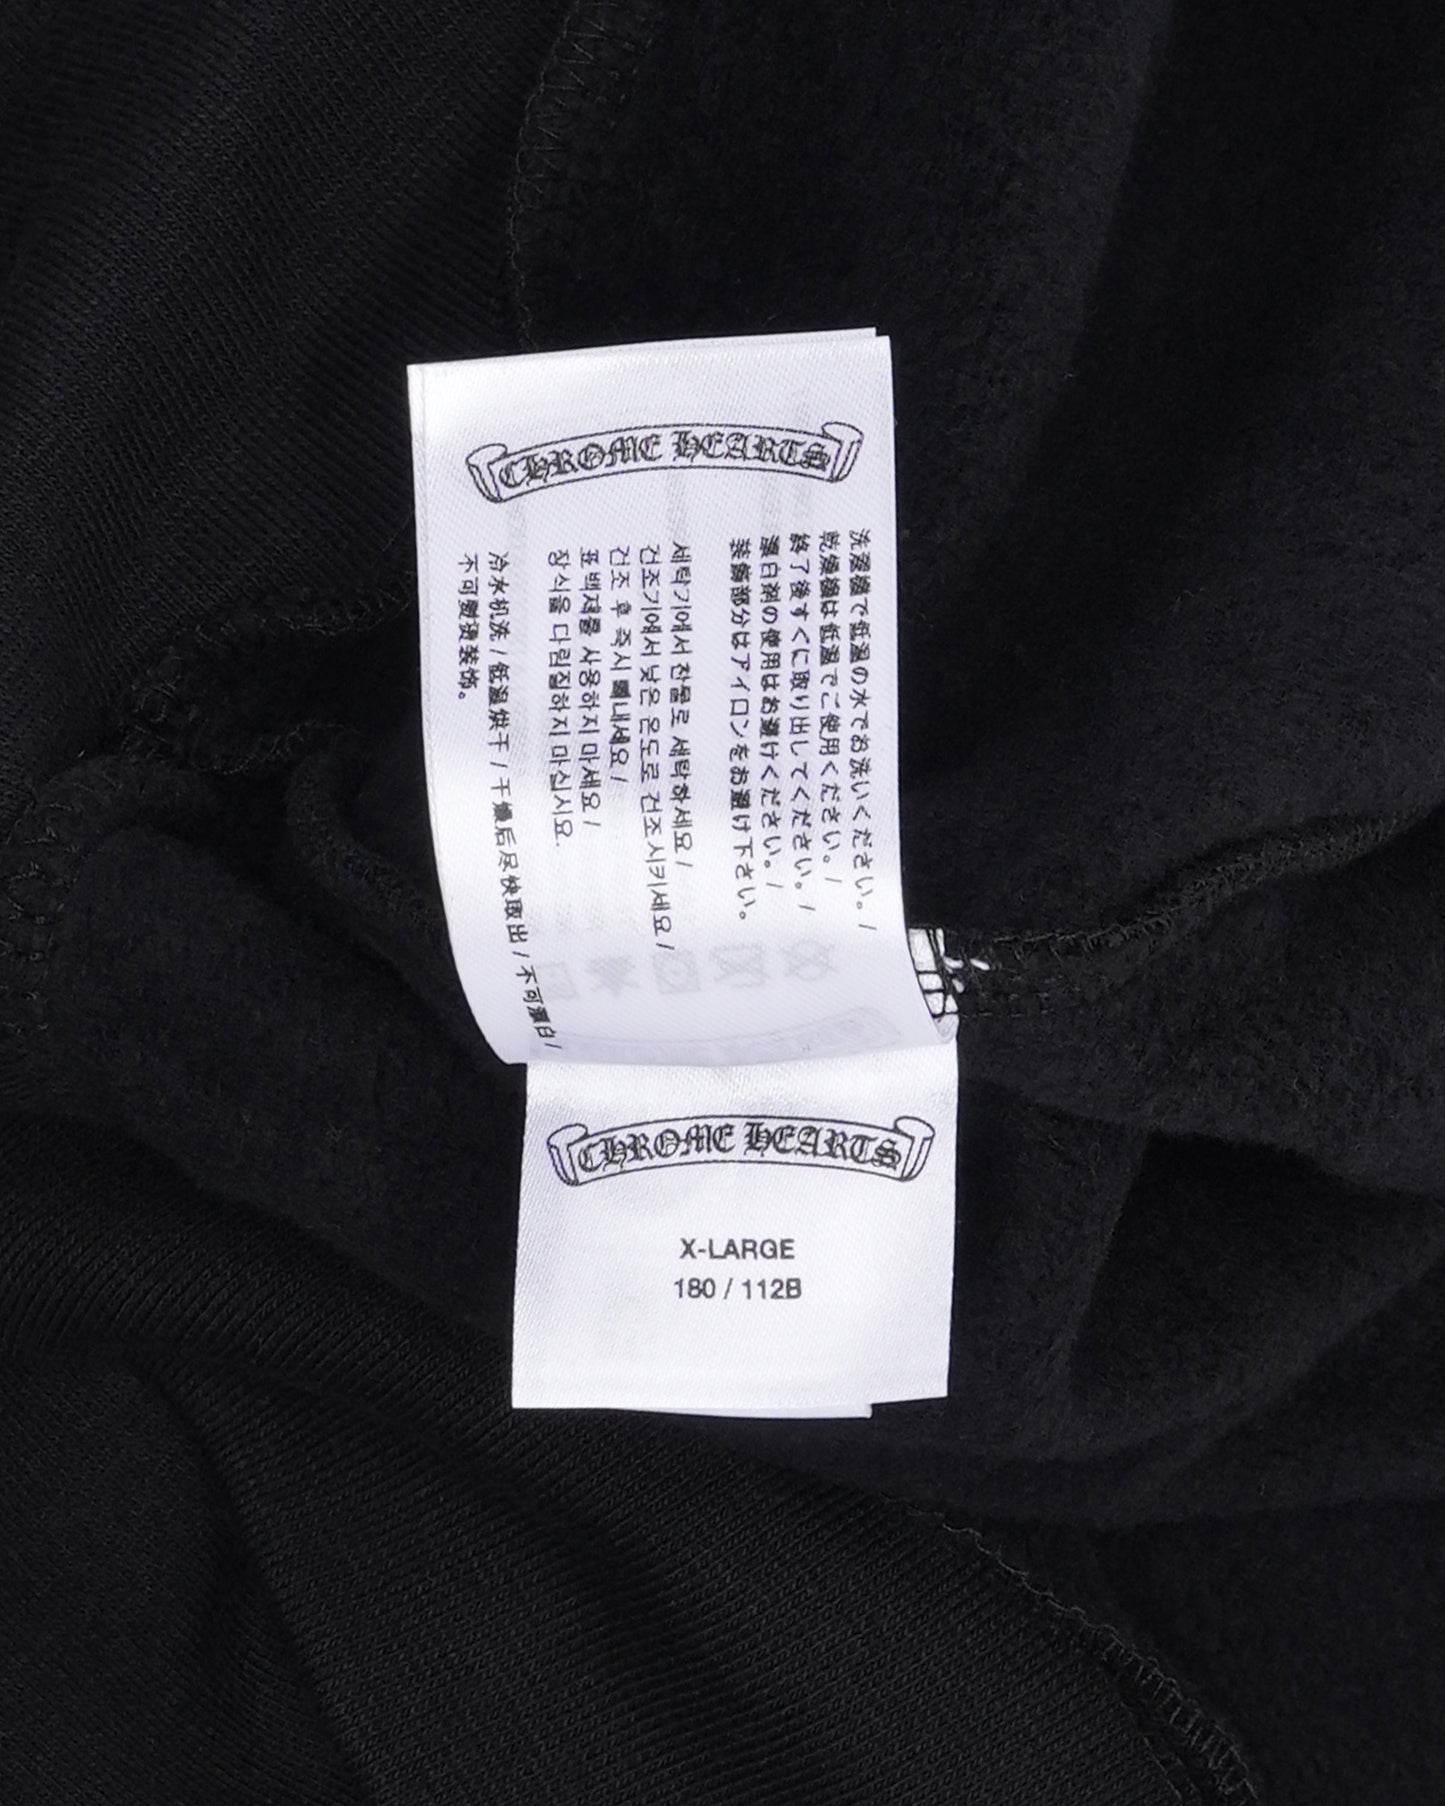 CHROME HEARTS
洗濯機で低温の水でお洗いください。/
乾燥機は低温でご使用ください。/
終了後すぐに取り出してください。/
漂白剤の使用はお避けください。/
装飾部分はアイロンをお避け下さい。
세탁기에서 찬물로 세탁하세요 /
건조기에서 낮은 온도로 건조시키세요 /
건조 후 즉시 빼내세요 /
표백제를 사용하지 마세요 /
장식을 다림질하지 마십시오.
冷水机洗 / 低温烘干 / 干燥后尽快取出 / 不可漂白 /
不可熨烫装饰。
CHROME HEARTS
X-LARGE
180 / 112B